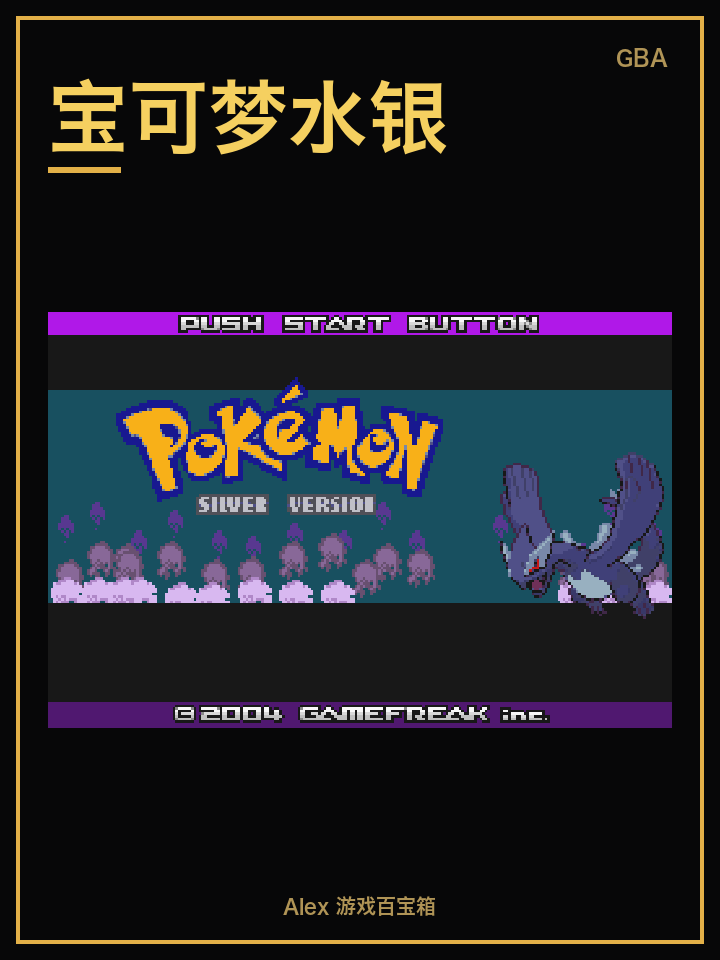 GBA
宝可梦水银
PUSH START BUTTON
POKéMON
SILVER VERSION
©2004 GAMEFREAK inc.
Alex 游戏百宝箱